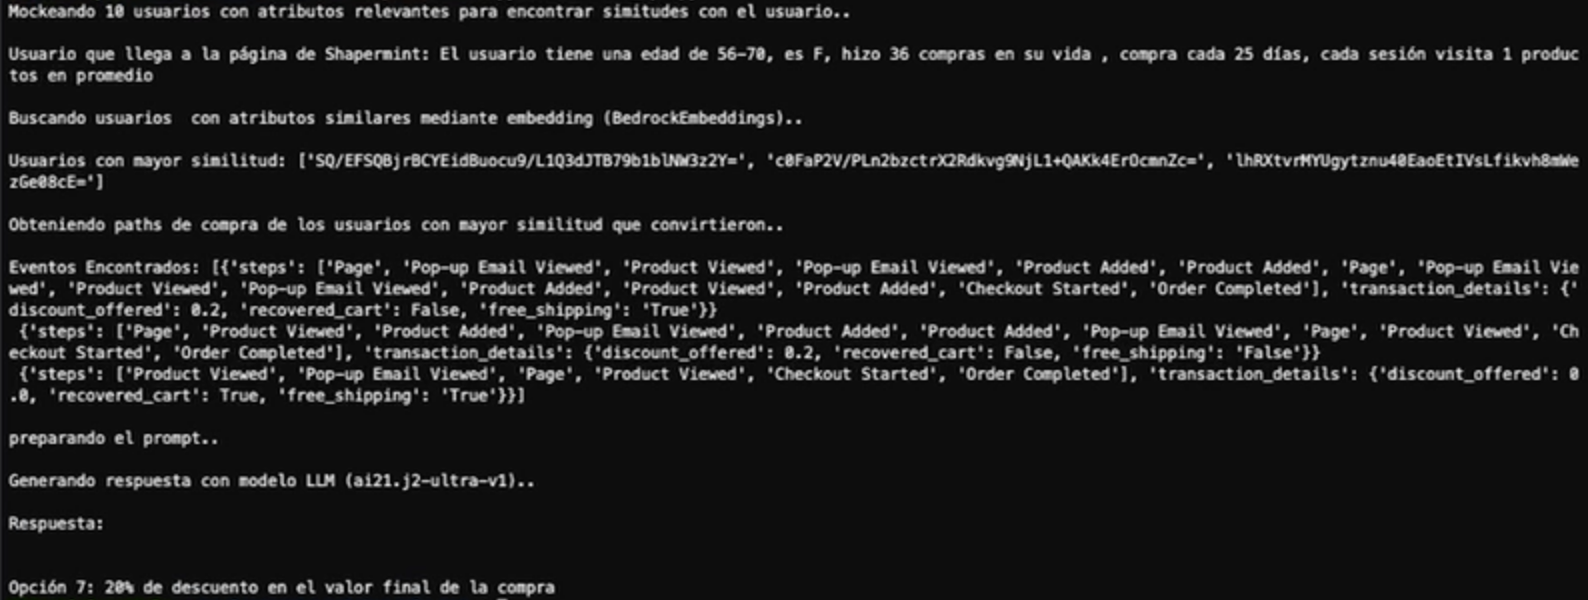 Mockeando 10 usuarios con atributos relevantes para encontrar simitudes con el usuario..
Usuario que llega a la página de Shapermint: El usuario tiene una edad de 56-70, es F, hizo 36 compras en su vida , compra cada 25 días, cada sesión visita 1 produc
tos en promedio
Buscando usuarios  con atributos similares mediante embedding (BedrockEmbeddings)..
Usuarios con mayor similitud: ['SQ/EFSQBjrBCYEidBuocu9/L1Q3dJTB79b1blNW3z2Y=', 'c0FaP2V/PLn2bzctrX2Rdkvg9NjL1+QAKk4ErOcmnZc=', 'lhRXtvrMYUgytznu40EaoEtIVsLfikvh8mWe
zGe08cE=']
Obteniendo paths de compra de los usuarios con mayor similitud que convirtieron..
Eventos Encontrados: [{'steps': ['Page', 'Pop-up Email Viewed', 'Product Viewed', 'Pop-up Email Viewed', 'Product Added', 'Product Added', 'Page', 'Pop-up Email Vie
wed', 'Product Viewed', 'Pop-up Email Viewed', 'Product Added', 'Product Viewed', 'Product Added', 'Checkout Started', 'Order Completed'], 'transaction_details': {'
discount_offered': 0.2, 'recovered_cart': False, 'free_shipping': 'True'}}
{'steps': ['Page', 'Product Viewed', 'Product Added', 'Pop-up Email Viewed', 'Product Added', 'Product Added', 'Pop-up Email Viewed', 'Page', 'Product Viewed', 'Ch
eckout Started', 'Order Completed'], 'transaction_details': {'discount_offered': 0.2, 'recovered_cart': False, 'free_shipping': 'False'}}
{'steps': ['Product Viewed', 'Pop-up Email Viewed', 'Page', 'Product Viewed', 'Checkout Started', 'Order Completed'], 'transaction_details': {'discount_offered': 0
.0, 'recovered_cart': True, 'free_shipping': 'True'}}]
preparando el prompt..
Generando respuesta con modelo LLM (ai21.j2-ultra-v1)..
Respuesta:
Opción 7: 20% de descuento en el valor final de la compra